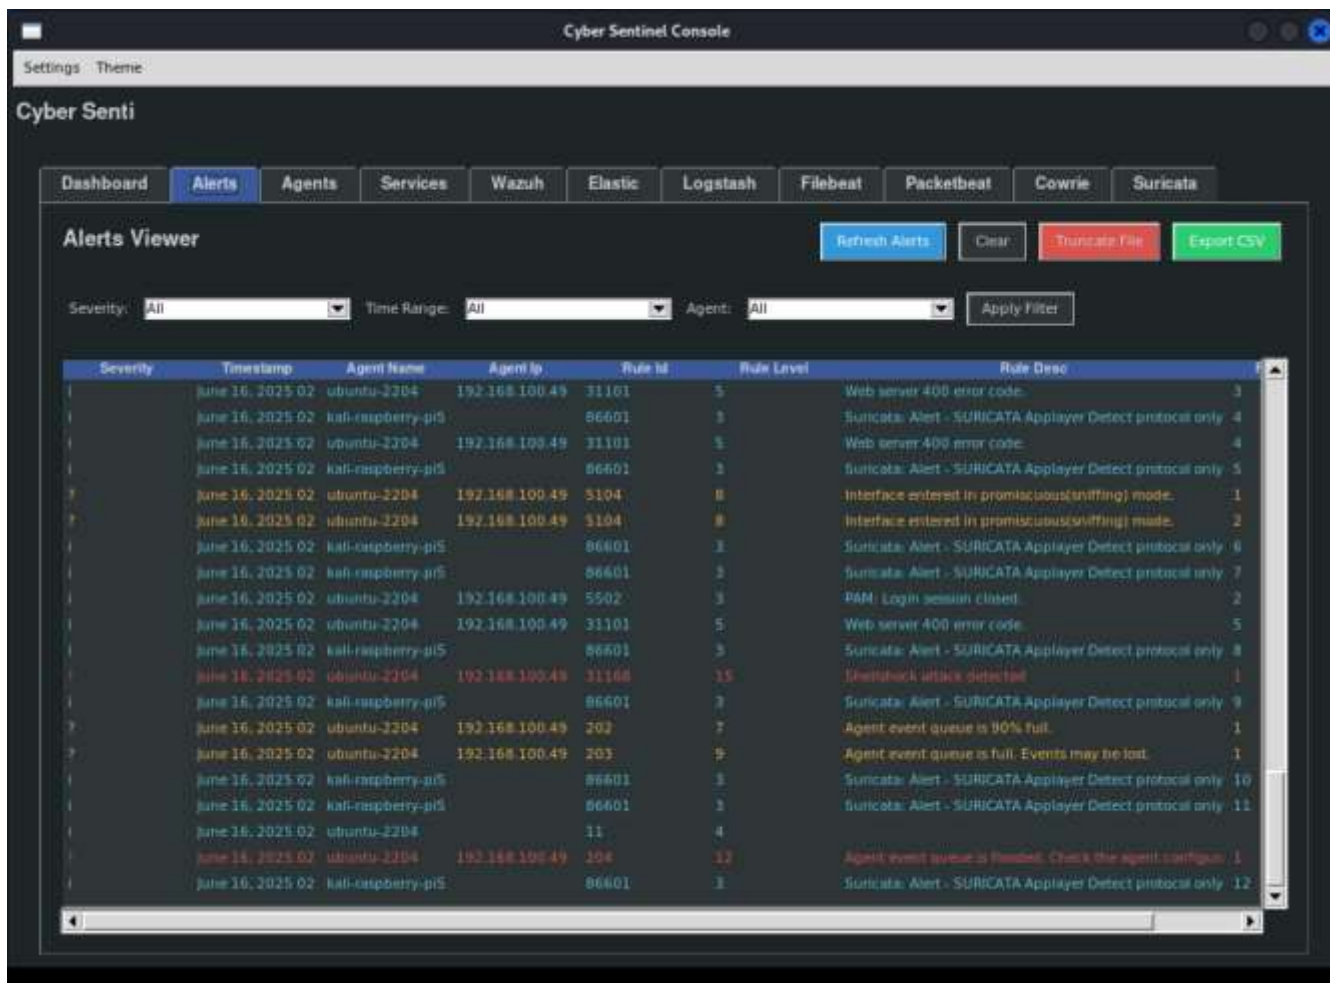 Cyber Sentinel Console
Settings Theme
Cyber Senti
Dashboard Alerts Agents Services Wazuh Elastic Logstash Filebeat Packetbeat Cowrie Suricata
Alerts Viewer Refresh Alerts Clear Truncate File Export CSV
Severity: All Time Range: All Agent: All Apply Filter
Severity Timestamp Agent Name Agent Ip Rule Id Rule Level Rule Desc F
i June 16, 2025 02 ubuntu-2204 192.168.100.49 31101 5 Web server 400 error code. 3
i June 16, 2025 02 kali-raspberry-pi5 86601 3 Suricata: Alert - SURICATA Applayer Detect protocol only 4
i June 16, 2025 02 ubuntu-2204 192.168.100.49 31101 5 Web server 400 error code. 4
i June 16, 2025 02 kali-raspberry-pi5 86601 3 Suricata: Alert - SURICATA Applayer Detect protocol only 5
? June 16, 2025 02 ubuntu-2204 192.168.100.49 5104 8 Interface entered in promiscuous(sniffing) mode. 1
? June 16, 2025 02 ubuntu-2204 192.168.100.49 5104 8 Interface entered in promiscuous(sniffing) mode. 2
i June 16, 2025 02 kali-raspberry-pi5 86601 3 Suricata: Alert - SURICATA Applayer Detect protocol only 6
i June 16, 2025 02 kali-raspberry-pi5 86601 3 Suricata: Alert - SURICATA Applayer Detect protocol only 7
i June 16, 2025 02 ubuntu-2204 192.168.100.49 5502 3 PAM: Login session closed. 2
i June 16, 2025 02 ubuntu-2204 192.168.100.49 31101 5 Web server 400 error code. 5
i June 16, 2025 02 kali-raspberry-pi5 86601 3 Suricata: Alert - SURICATA Applayer Detect protocol only 8
June 16, 2025 02 ubuntu-2204 192.168.100.49 31168 15 Shellshock attack detected 1
i June 16, 2025 02 kali-raspberry-pi5 86601 3 Suricata: Alert - SURICATA Applayer Detect protocol only 9
? June 16, 2025 02 ubuntu-2204 192.168.100.49 202 7 Agent event queue is 90% full. 1
? June 16, 2025 02 ubuntu-2204 192.168.100.49 203 9 Agent event queue is full. Events may be lost. 1
i June 16, 2025 02 kali-raspberry-pi5 86601 3 Suricata: Alert - SURICATA Applayer Detect protocol only 10
i June 16, 2025 02 kali-raspberry-pi5 86601 3 Suricata: Alert - SURICATA Applayer Detect protocol only 11
i June 16, 2025 02 ubuntu-2204 11 4
June 16, 2025 02 ubuntu-2204 192.168.100.49 204 12 Agent event queue is flooded. Check the agent configur 1
i June 16, 2025 02 kali-raspberry-pi5 86601 3 Suricata: Alert - SURICATA Applayer Detect protocol only 12